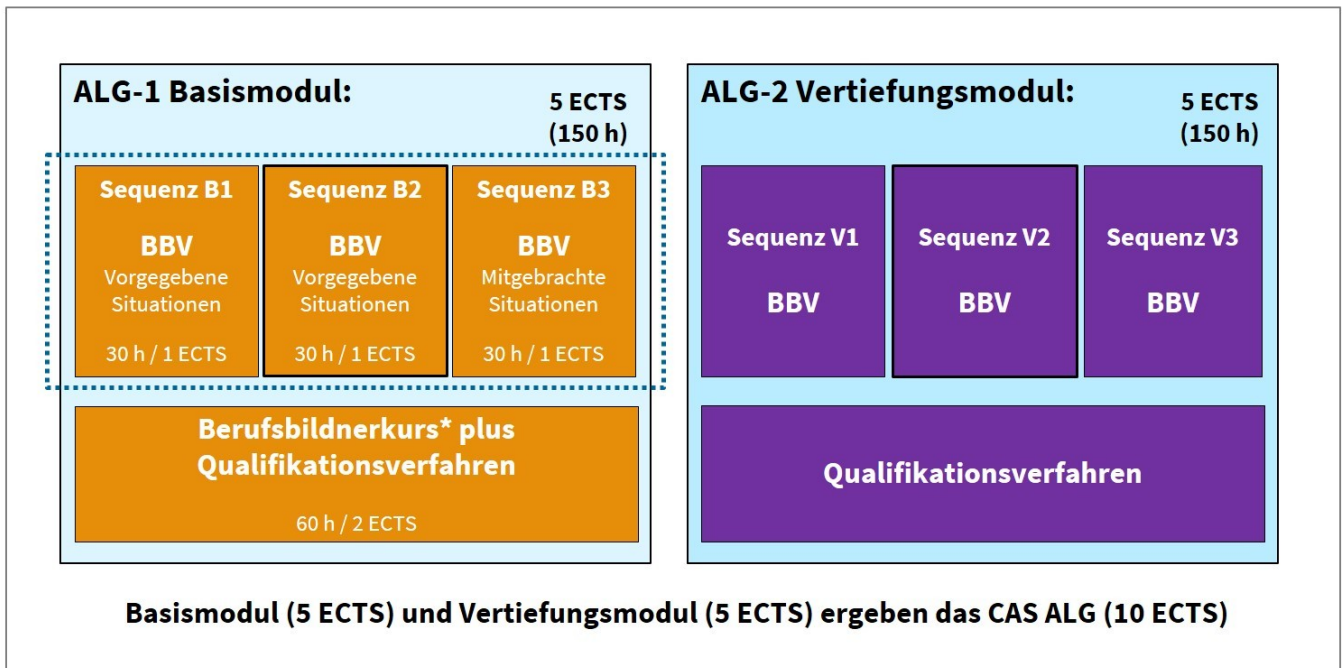 ALG-1 Basismodul:
5 ECTS
(150 h)
Sequenz B1
BBV
Vorgegebene
Situationen
30 h / 1 ECTS
Sequenz B2
BBV
Vorgegebene
Situationen
30 h / 1 ECTS
Sequenz B3
BBV
Mitgebrachte
Situationen
30 h / 1 ECTS
Berufsbildnerkurs* plus
Qualifikationsverfahren
60 h / 2 ECTS
ALG-2 Vertiefungsmodul:
5 ECTS
(150 h)
Sequenz V1
BBV
Sequenz V2
BBV
Sequenz V3
BBV
Qualifikationsverfahren
Basismodul (5 ECTS) und Vertiefungsmodul (5 ECTS) ergeben das CAS ALG (10 ECTS)